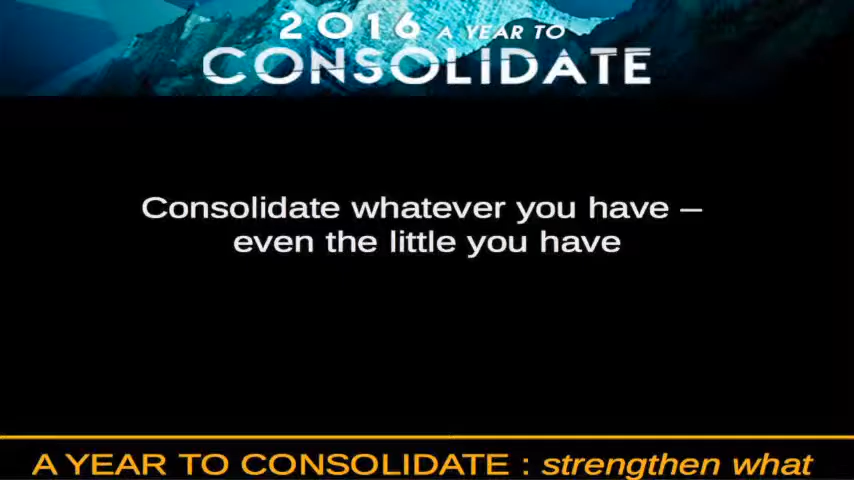 2016 A YEAR TO
CONSOLIDATE
Consolidate whatever you have –
even the little you have
A YEAR TO CONSOLIDATE : strengthen what